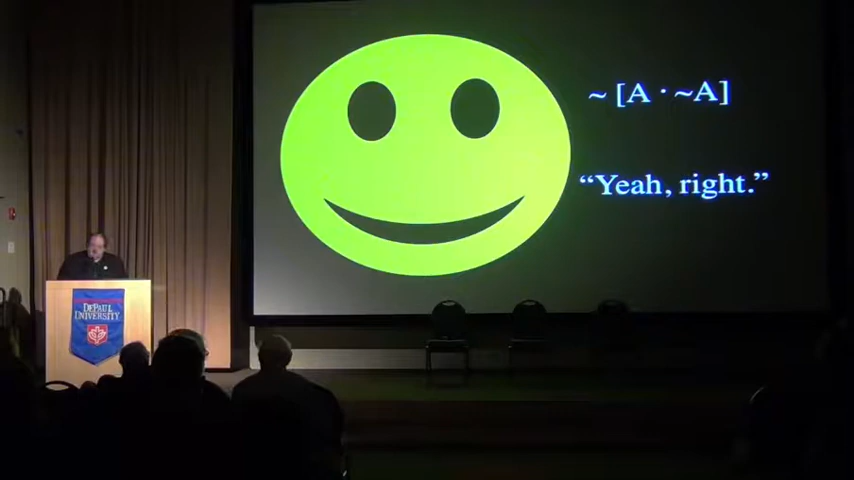 ~ [A · ~A]
“Yeah, right.”
DEPAUL
UNIVERSITY